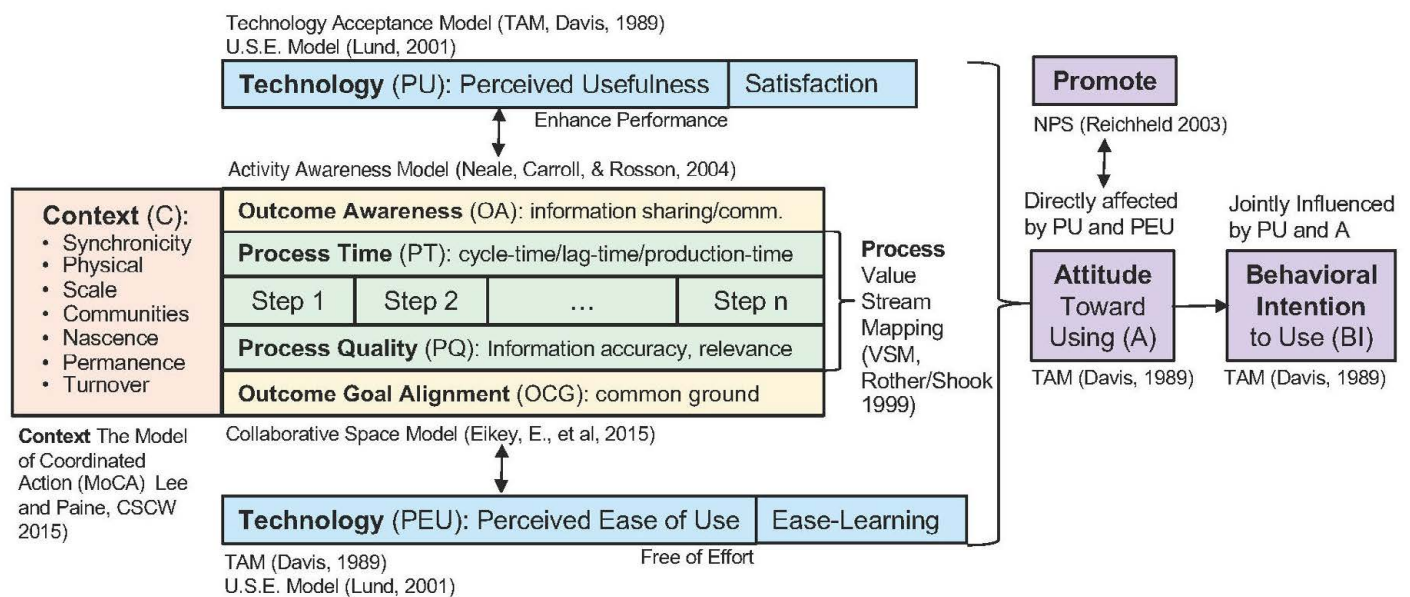 Technology Acceptance Model (TAM, Davis, 1989)
U.S.E. Model (Lund, 2001)
Technology (PU): Perceived Usefulness
Satisfaction
Enhance Performance
Activity Awareness Model (Neale, Carroll, & Rosson, 2004)
Context (C):
• Synchronicity
• Physical
• Scale
• Communities
• Nascence
• Permanence
• Turnover
Context The Model
of Coordinated
Action (MoCA) Lee
and Paine, CSCW
2015)
Outcome Awareness (OA): information sharing/comm.
Process Time (PT): cycle-time/lag-time/production-time
Step 1
Step 2
...
Step n
Process Quality (PQ): Information accuracy, relevance
Outcome Goal Alignment (OCG): common ground
Collaborative Space Model (Eikey, E., et al, 2015)
Process
Value
Stream
Mapping
(VSM,
Rother/Shook
1999)
Technology (PEU): Perceived Ease of Use
Ease-Learning
Free of Effort
TAM (Davis, 1989)
U.S.E. Model (Lund, 2001)
Promote
NPS (Reichheld 2003)
Directly affected
by PU and PEU
Attitude
Toward
Using (A)
TAM (Davis, 1989)
Jointly Influenced
by PU and A
Behavioral
Intention
to Use (BI)
TAM (Davis, 1989)